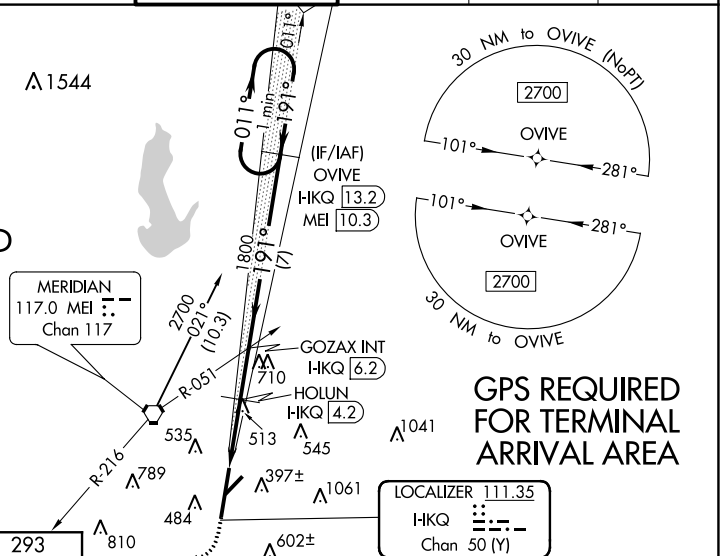 1544
011°
1 min
191°
011°
(IF/IAF)
OVIVE
I-IKQ 13.2
MEI 10.3
30 NM to OVIVE (NoPT)
2700
OVIVE
101°
281°
101°
281°
OVIVE
2700
30 NM to OVIVE
D
MERIDIAN
117.0 MEI
Chan 117
2700
021°
(10.3)
1800
191°
(7)
R-051
GOZAX INT
I-IKQ 6.2
710
HOLUN
I-IKQ 4.2
GPS REQUIRED
FOR TERMINAL
ARRIVAL AREA
535
513
545
1041
R-216
789
397±
1061
484
LOCALIZER 111.35
I-IKQ
Chan 50 (Y)
293
810
602±